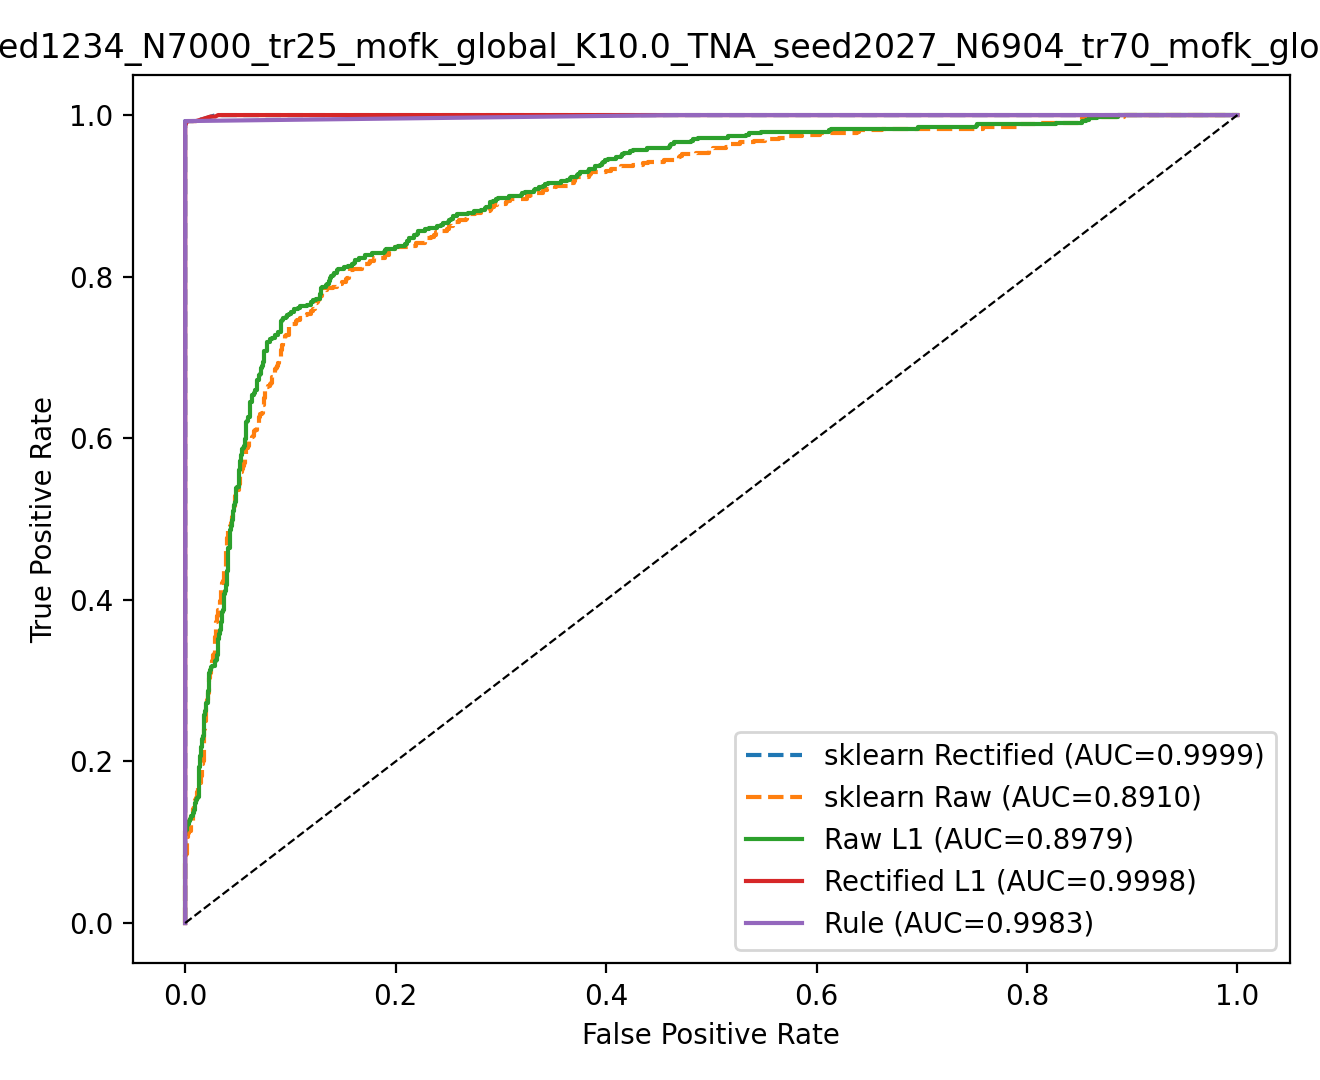 ed1234_N7000_tr25_mofk_global_K10.0_TNA_seed2027_N6904_tr70_mofk_glo
1.0
0.8
0.6
0.4
0.2
0.0
True Positive Rate
sklearn Rectified (AUC=0.9999)
sklearn Raw (AUC=0.8910)
Raw L1 (AUC=0.8979)
Rectified L1 (AUC=0.9998)
Rule (AUC=0.9983)
0.0 0.2 0.4 0.6 0.8 1.0
False Positive Rate